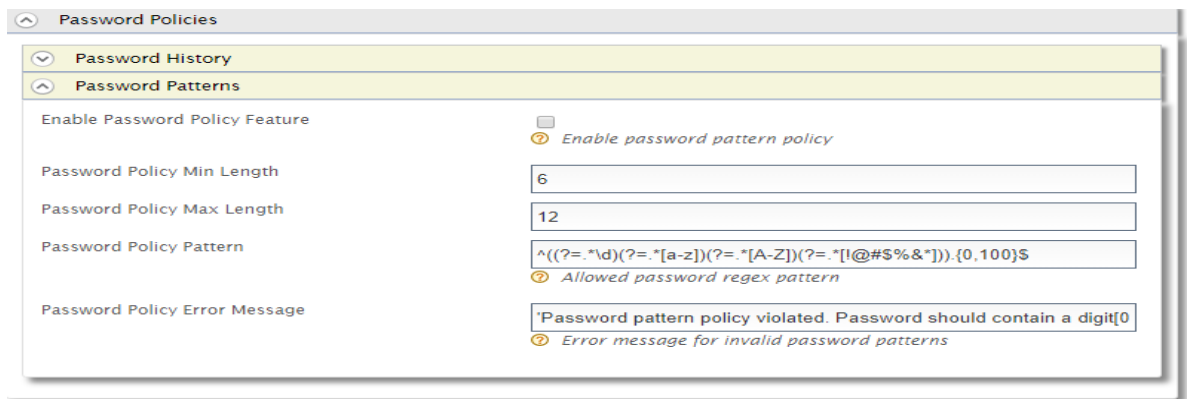 Password Policies
Password History
Password Patterns
Enable Password Policy Feature
Enable password pattern policy
Password Policy Min Length
6
Password Policy Max Length
12
Password Policy Pattern
^((?=.*\d)(?=.*[a-z])(?=.*[A-Z])(?=.*[!@#$%&*])).{0,100}$
Allowed password regex pattern
Password Policy Error Message
'Password pattern policy violated. Password should contain a digit[0
Error message for invalid password patterns